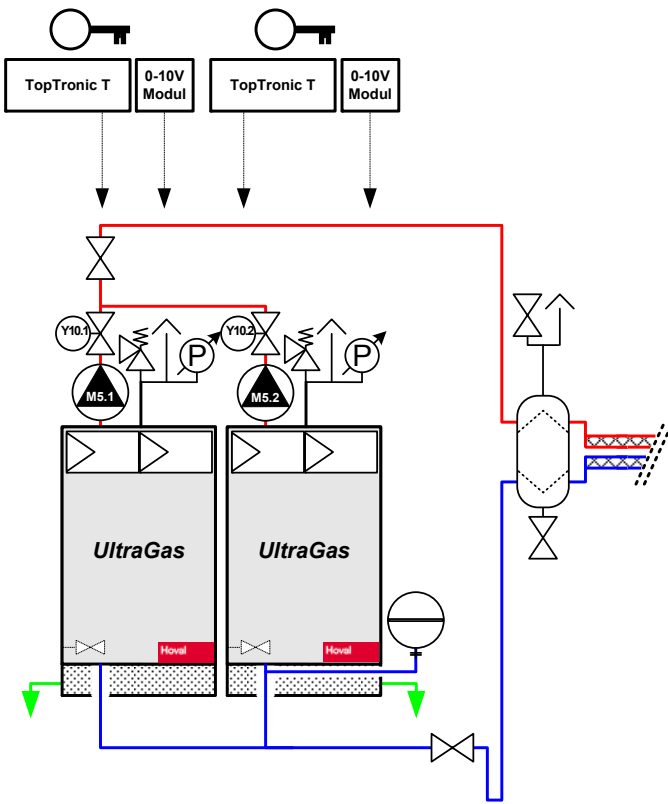 TopTronic T
0-10V
Modul
TopTronic T
0-10V
Modul
Y10.1
P
Y10.2
P
M5.1
M5.2
UltraGas
UltraGas
Hoval
Hoval